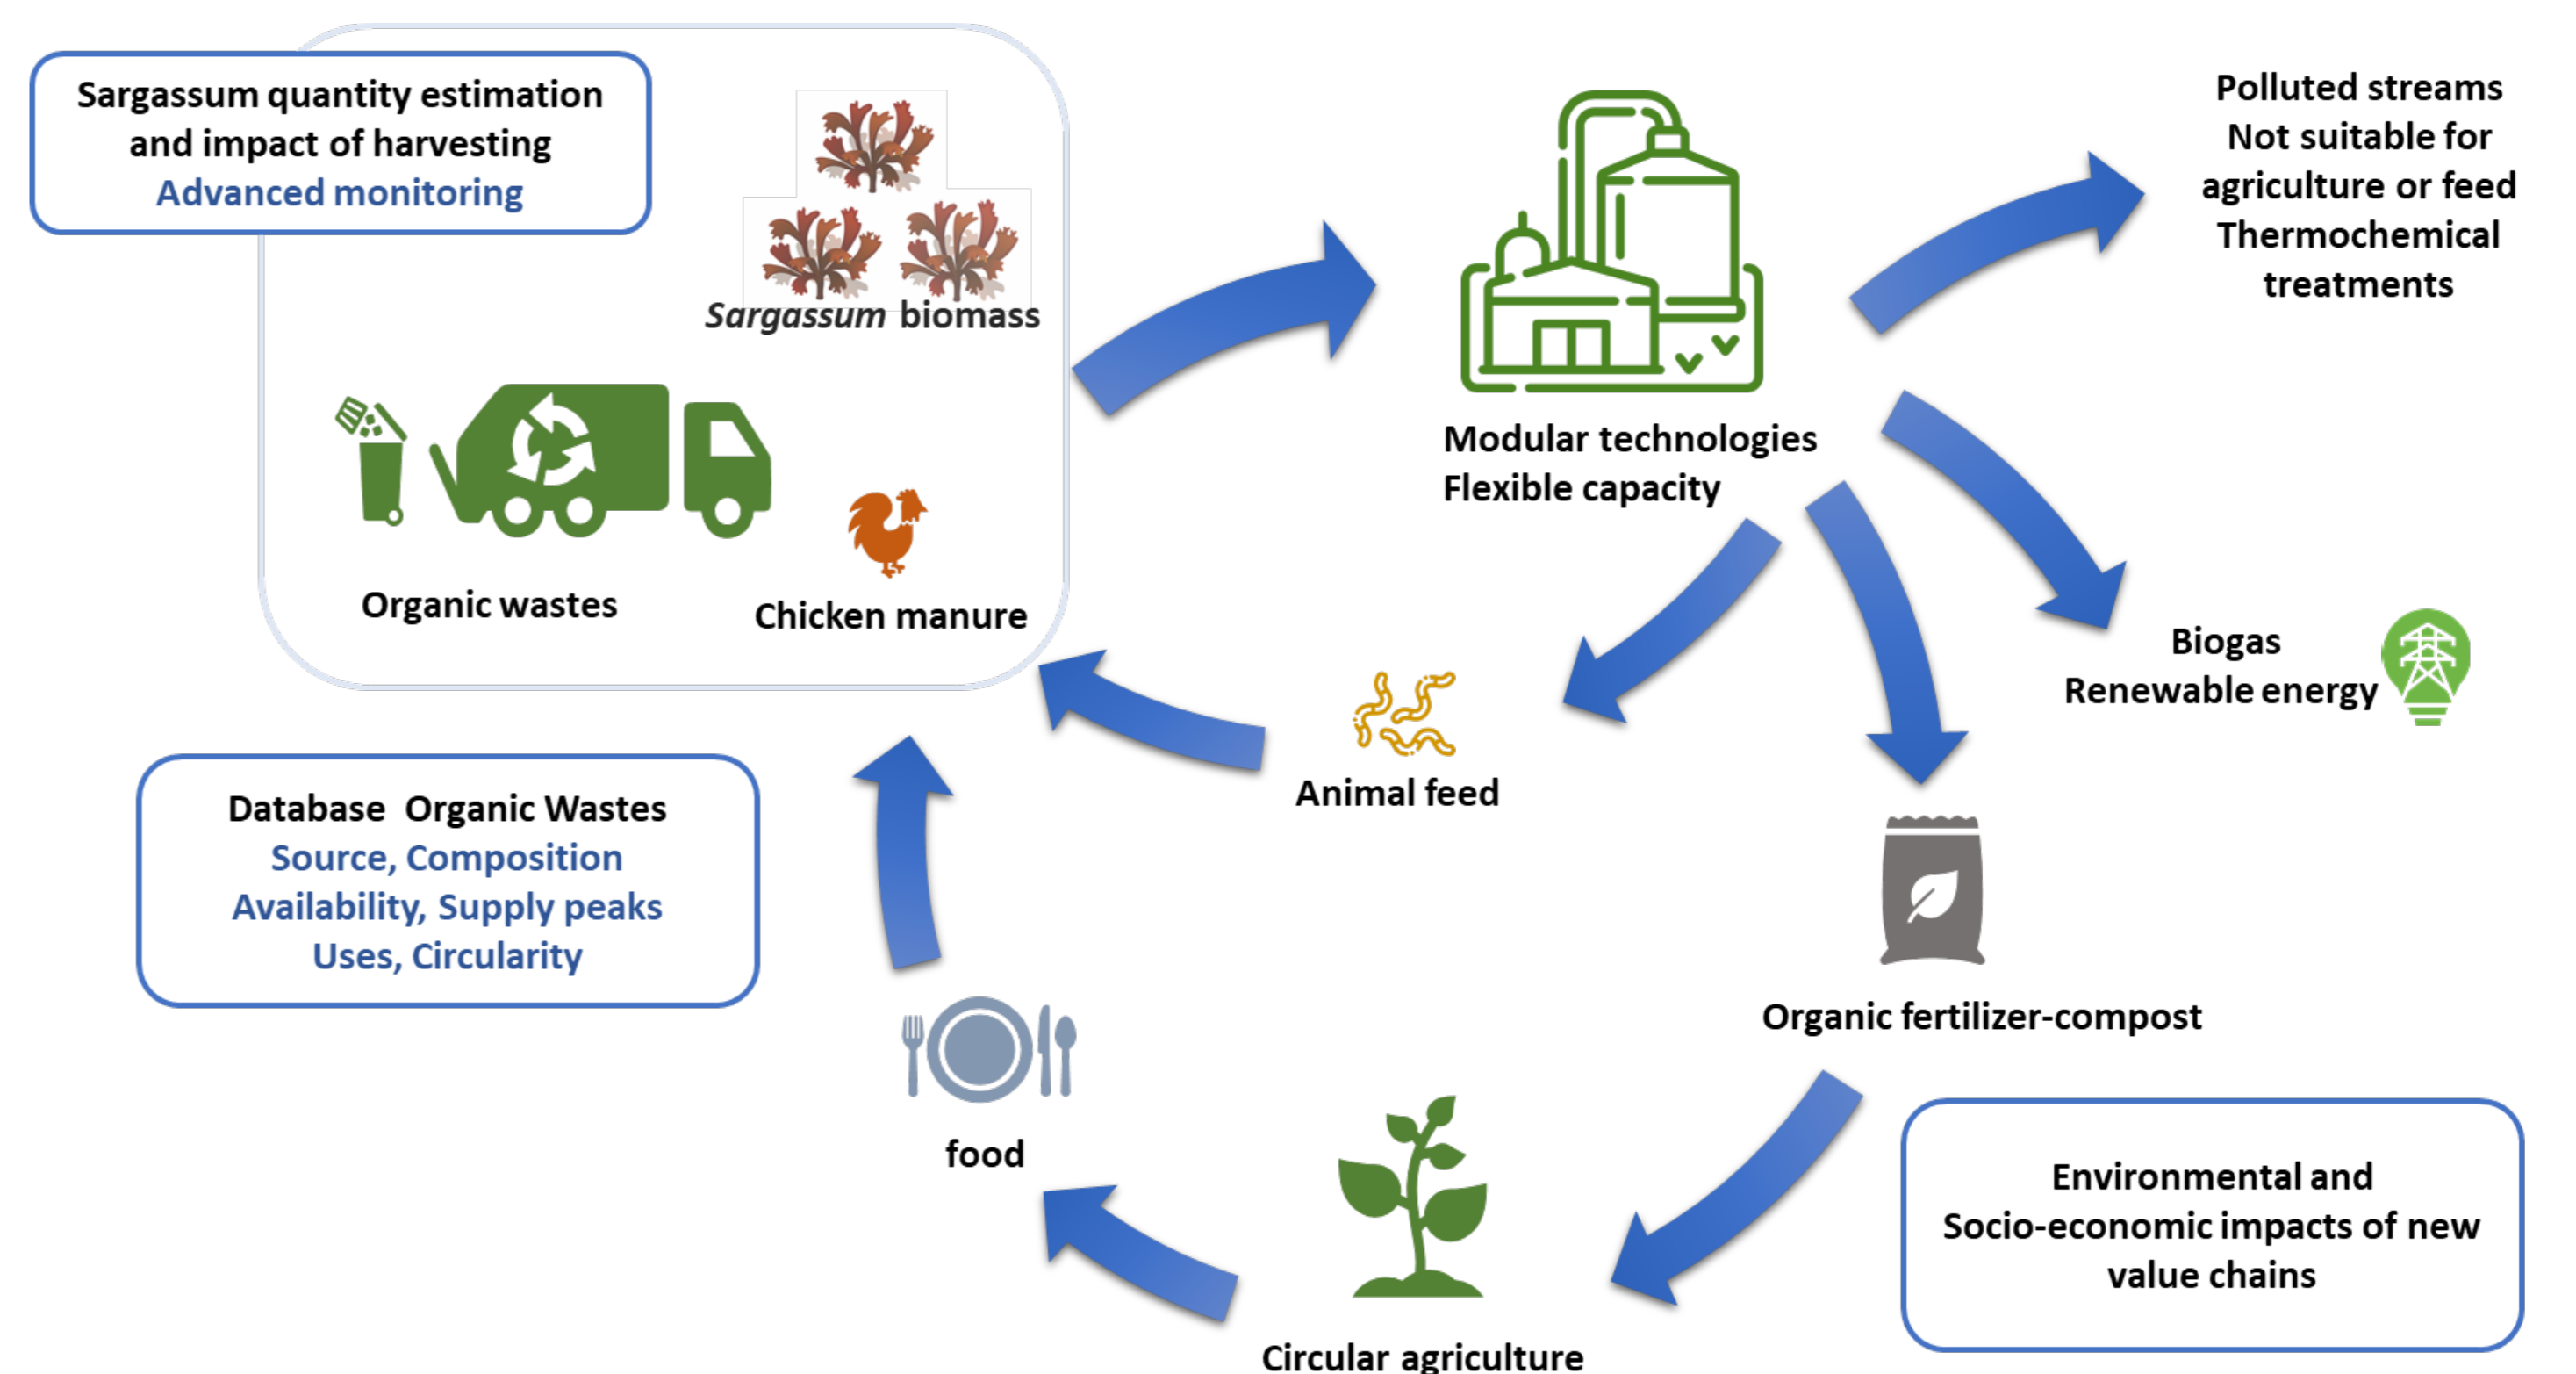 Sargassum quantity estimation
and impact of harvesting
Advanced monitoring
Sargassum biomass
Organic wastes
Chicken manure
Modular technologies
Flexible capacity
Polluted streams
Not suitable for
agriculture or feed
Thermochemical
treatments
Biogas
Renewable energy
Animal feed
Organic fertilizer-compost
Database Organic Wastes
Source, Composition
Availability, Supply peaks
Uses, Circularity
food
Circular agriculture
Environmental and
Socio-economic impacts of new
value chains